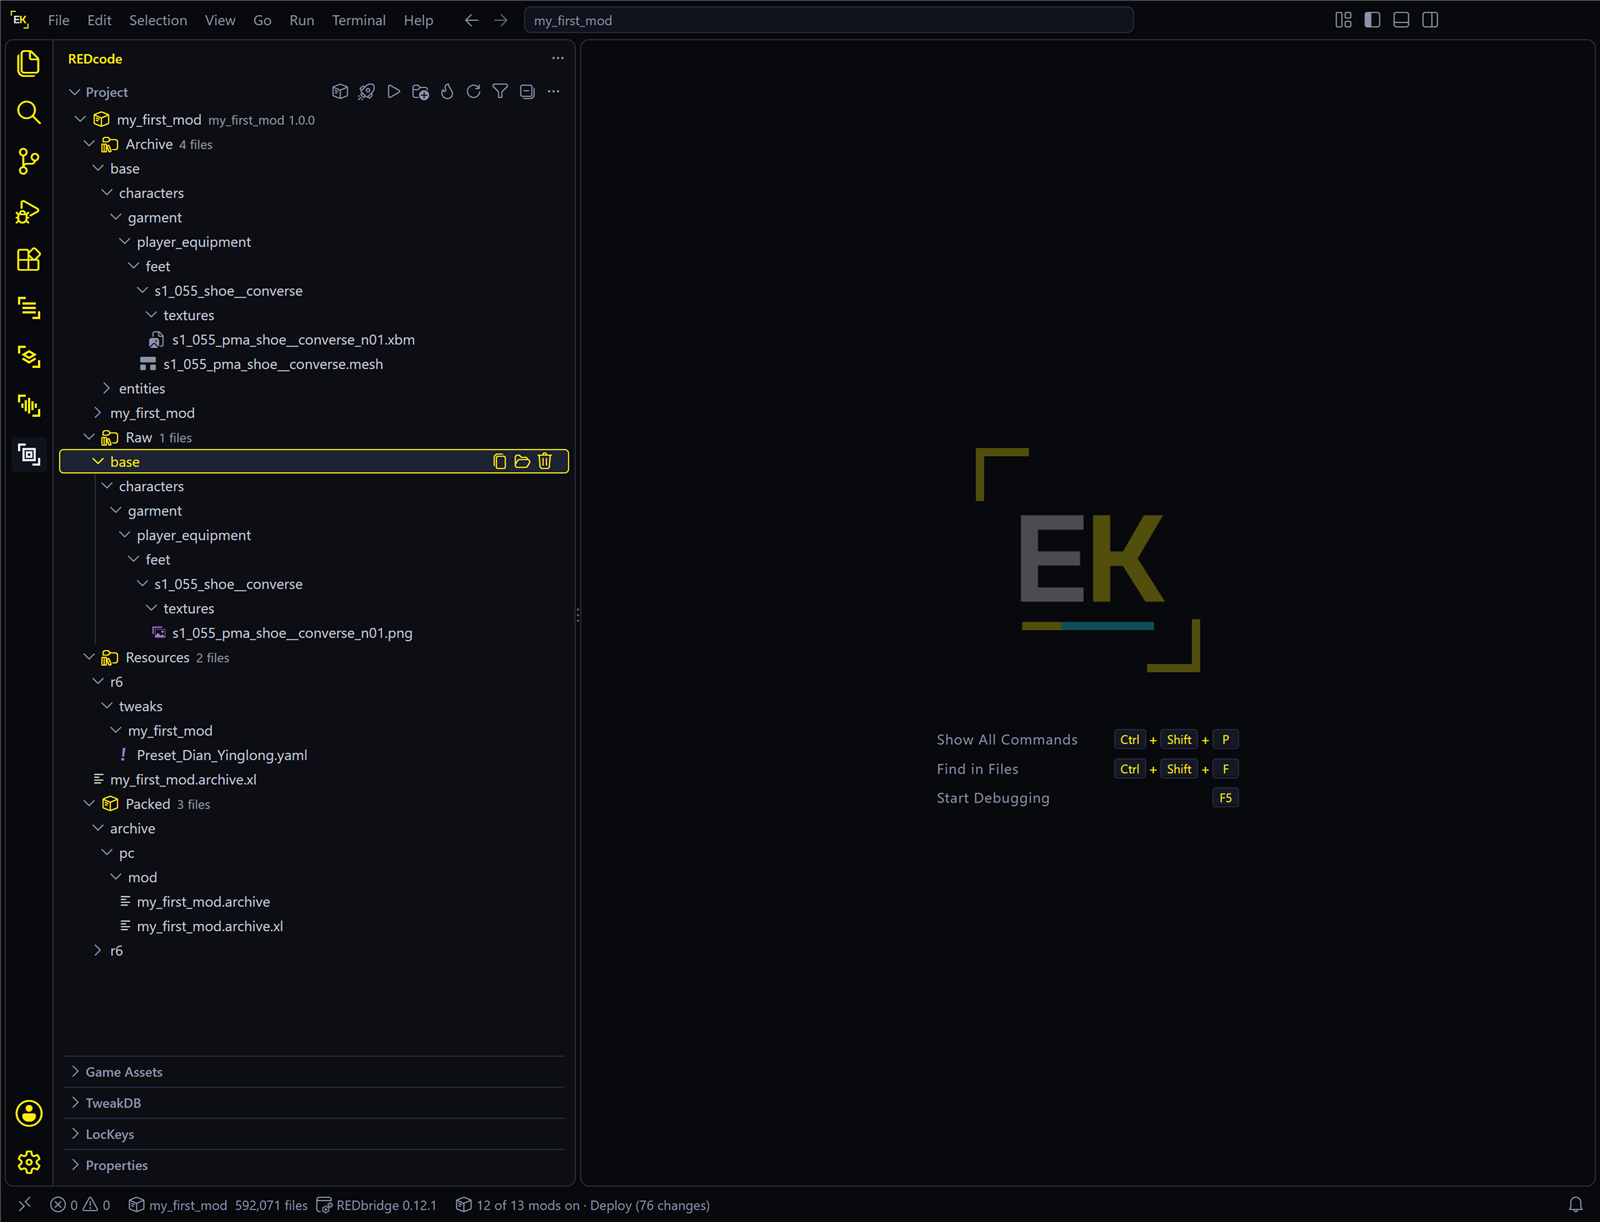 EK File Edit Selection View Go Run Terminal Help my_first_mod
REDcode
Project
my_first_mod my_first_mod 1.0.0
Archive 4 files
base
characters
garment
player_equipment
feet
s1_055_shoe__converse
textures
s1_055_pma_shoe__converse_n01.xbm
s1_055_pma_shoe__converse.mesh
entities
my_first_mod
Raw 1 files
base
characters
garment
player_equipment
feet
s1_055_shoe__converse
textures
s1_055_pma_shoe__converse_n01.png
Resources 2 files
r6
tweaks
my_first_mod
! Preset_Dian_Yinglong.yaml
my_first_mod.archive.xl
Packed 3 files
archive
pc
mod
my_first_mod.archive
my_first_mod.archive.xl
r6
Game Assets
TweakDB
LocKeys
Properties
EK
Show All Commands Ctrl + Shift + P
Find in Files Ctrl + Shift + F
Start Debugging F5
0 0 my_first_mod 592,071 files REDbridge 0.12.1 12 of 13 mods on · Deploy (76 changes)